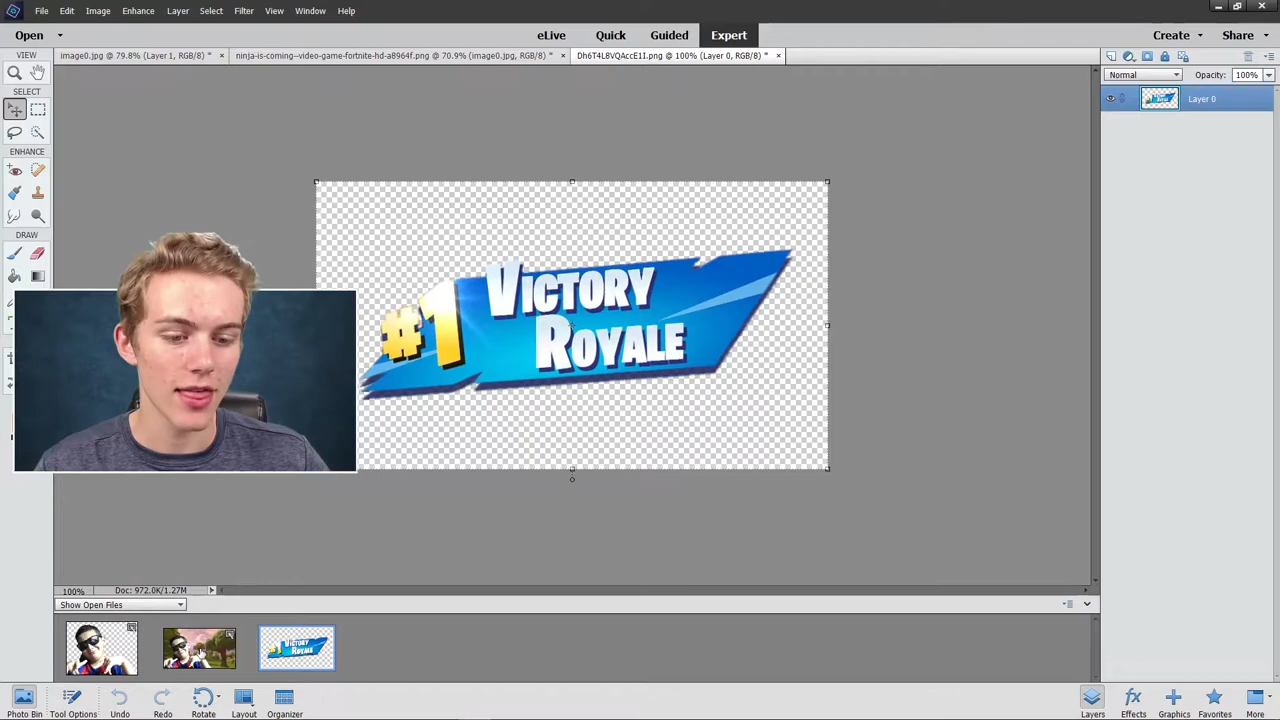 File Edit Image Enhance Layer Select Filter View Window Help
Open eLive Quick Guided Expert Create Share
VIEW image0.jpg @ 79.8% (Layer 1, RGB/8) * × ninja-is-coming--video-game-fortnite-hd-a8964f.png @ 70.9% (image0.jpg, RGB/8) * × Dh6T4L8VQAccE1I.png @ 100% (Layer 0, RGB/8) * ×
Normal Opacity: 100%
SELECT
Layer 0
ENHANCE
DRAW
#1 VICTORY
ROYALE
100% Doc: 972.0K/1.27M
Show Open Files
VICTORY
ROYALE
Photo Bin Tool Options Undo Redo Rotate Layout Organizer Layers Effects Graphics Favorites More